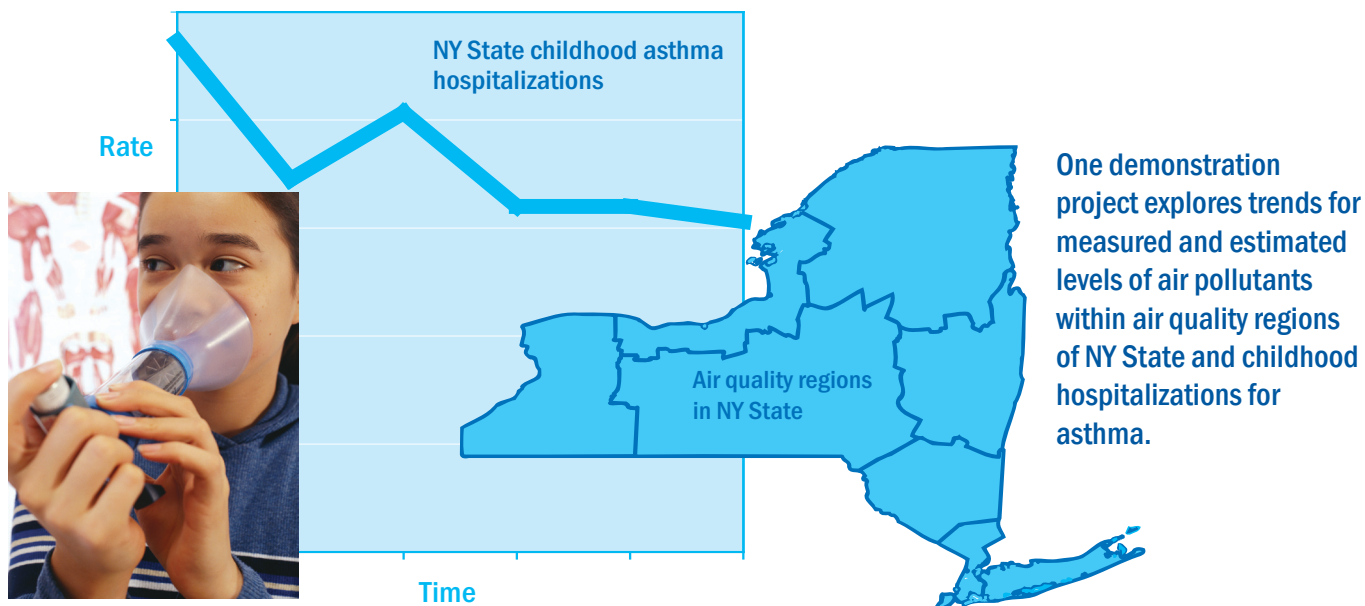 NY State childhood asthma
hospitalizations
Rate
Time
Air quality regions
in NY State
One demonstration
project explores trends for
measured and estimated
levels of air pollutants
within air quality regions
of NY State and childhood
hospitalizations for
asthma.